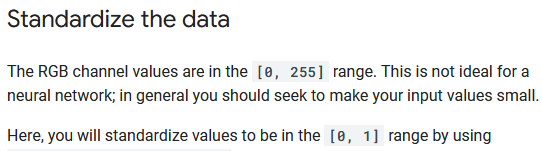 Standardize the data
The RGB channel values are in the [0, 255] range. This is not ideal for a
neural network; in general you should seek to make your input values small.
Here, you will standardize values to be in the [0, 1] range by using